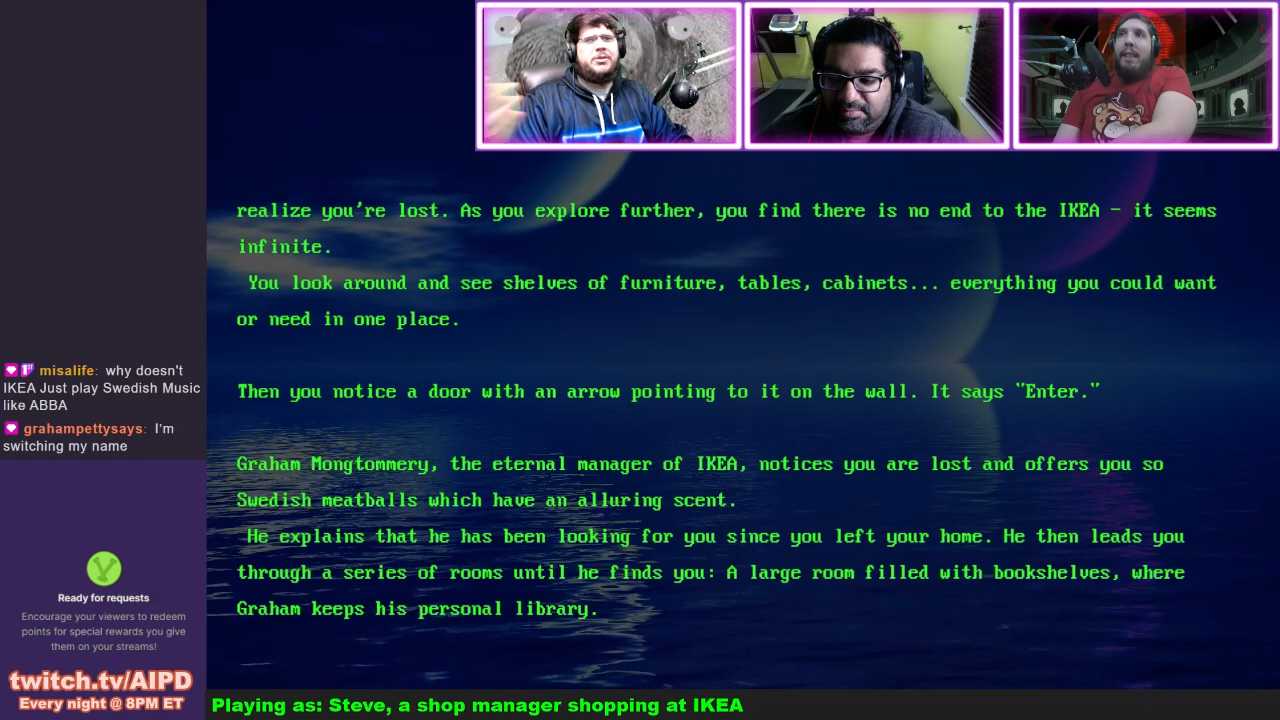 realize you're lost. As you explore further, you find there is no end to the IKEA - it seems
infinite.
You look around and see shelves of furniture, tables, cabinets... everything you could want
or need in one place.
Then you notice a door with an arrow pointing to it on the wall. It says "Enter."
Graham Mongtommery, the eternal manager of IKEA, notices you are lost and offers you so
Swedish meatballs which have an alluring scent.
He explains that he has been looking for you since you left your home. He then leads you
through a series of rooms until he finds you: A large room filled with bookshelves, where
Graham keeps his personal library.
misalife: why doesn't
IKEA Just play Swedish Music
like ABBA
grahampettysays: I'm
switching my name
Ready for requests
Encourage your viewers to redeem
points for special rewards you give
them on your streams!
twitch.tv/AIPD
Every night @ 8PM ET
Playing as: Steve, a shop manager shopping at IKEA